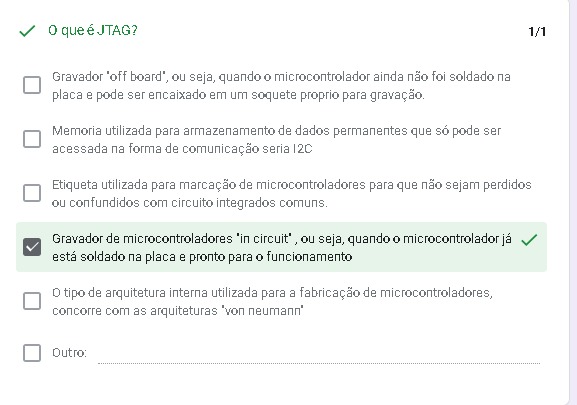 O que é JTAG?
1/1
Gravador "off board", ou seja, quando o microcontrolador ainda não foi soldado na
placa e pode ser encaixado em um soquete proprio para gravação.
Memoria utilizada para armazenamento de dados permanentes que só pode ser
acessada na forma de comunicação seria I2C
Etiqueta utilizada para marcação de microcontroladores para que não sejam perdidos
ou confundidos com circuito integrados comuns.
Gravador de microcontroladores "in circuit" , ou seja, quando o microcontrolador já
está soldado na placa e pronto para o funcionamento
O tipo de arquitetura interna utilizada para a fabricação de microcontroladores,
concorre com as arquiteturas "von neumann"
Outro: